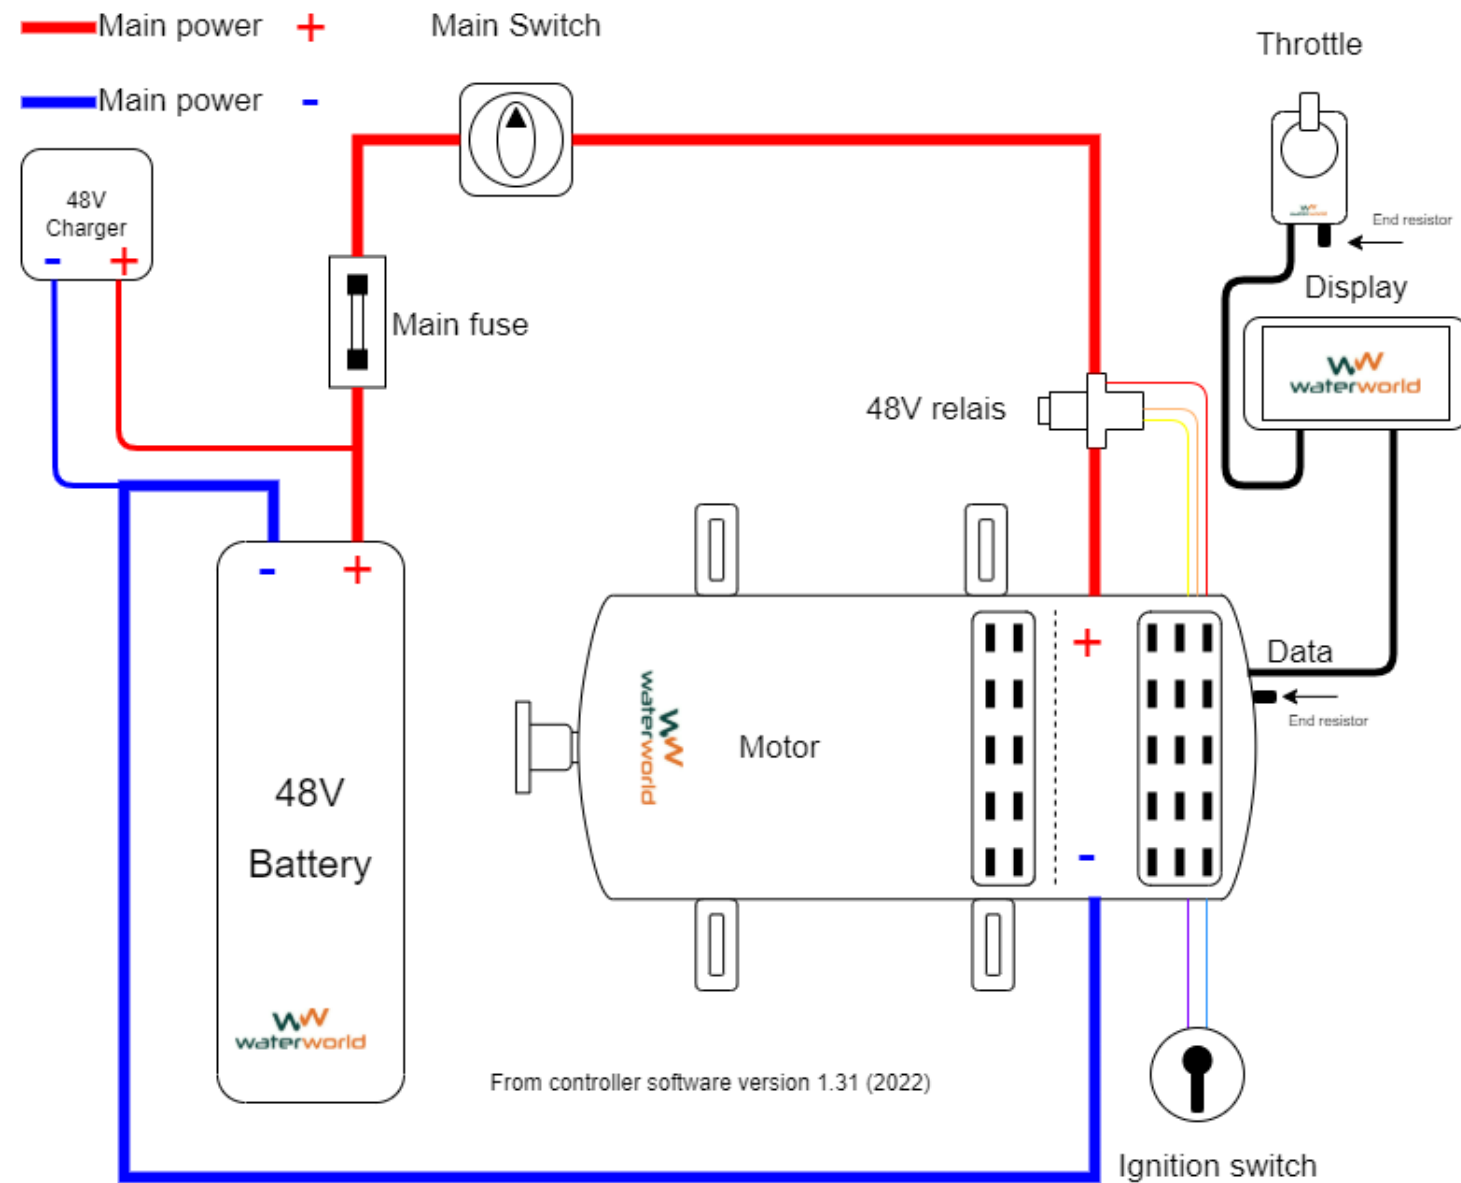 Main power +
Main Switch
Main power -
Throttle
48V
Charger
- +
End resistor
Display
Main fuse
waterworld
48V relais
- +
+
Data
End resistor
waterworld
Motor
48V
Battery
-
waterworld
From controller software version 1.31 (2022)
Ignition switch
waterworld